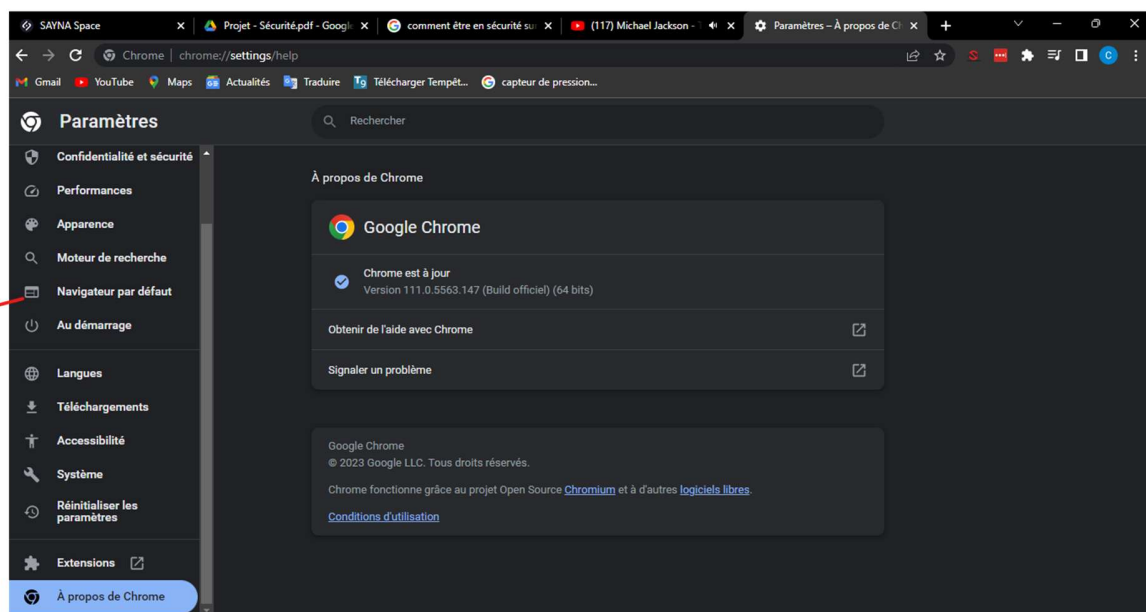 SAYNA Space
Projet - Sécurité.pdf - Google
comment être en sécurité su
(117) Michael Jackson -
Paramètres – À propos de C
Chrome | chrome://settings/help
Gmail YouTube Maps Actualités Traduire Télécharger Tempêt... capteur de pression...
Paramètres
Rechercher
Confidentialité et sécurité
Performances
Apparence
Moteur de recherche
Navigateur par défaut
Au démarrage
Langues
Téléchargements
Accessibilité
Système
Réinitialiser les
paramètres
Extensions
À propos de Chrome
À propos de Chrome
Google Chrome
Chrome est à jour
Version 111.0.5563.147 (Build officiel) (64 bits)
Obtenir de l'aide avec Chrome
Signaler un problème
Google Chrome
© 2023 Google LLC. Tous droits réservés.
Chrome fonctionne grâce au projet Open Source Chromium et à d'autres logiciels libres.
Conditions d'utilisation